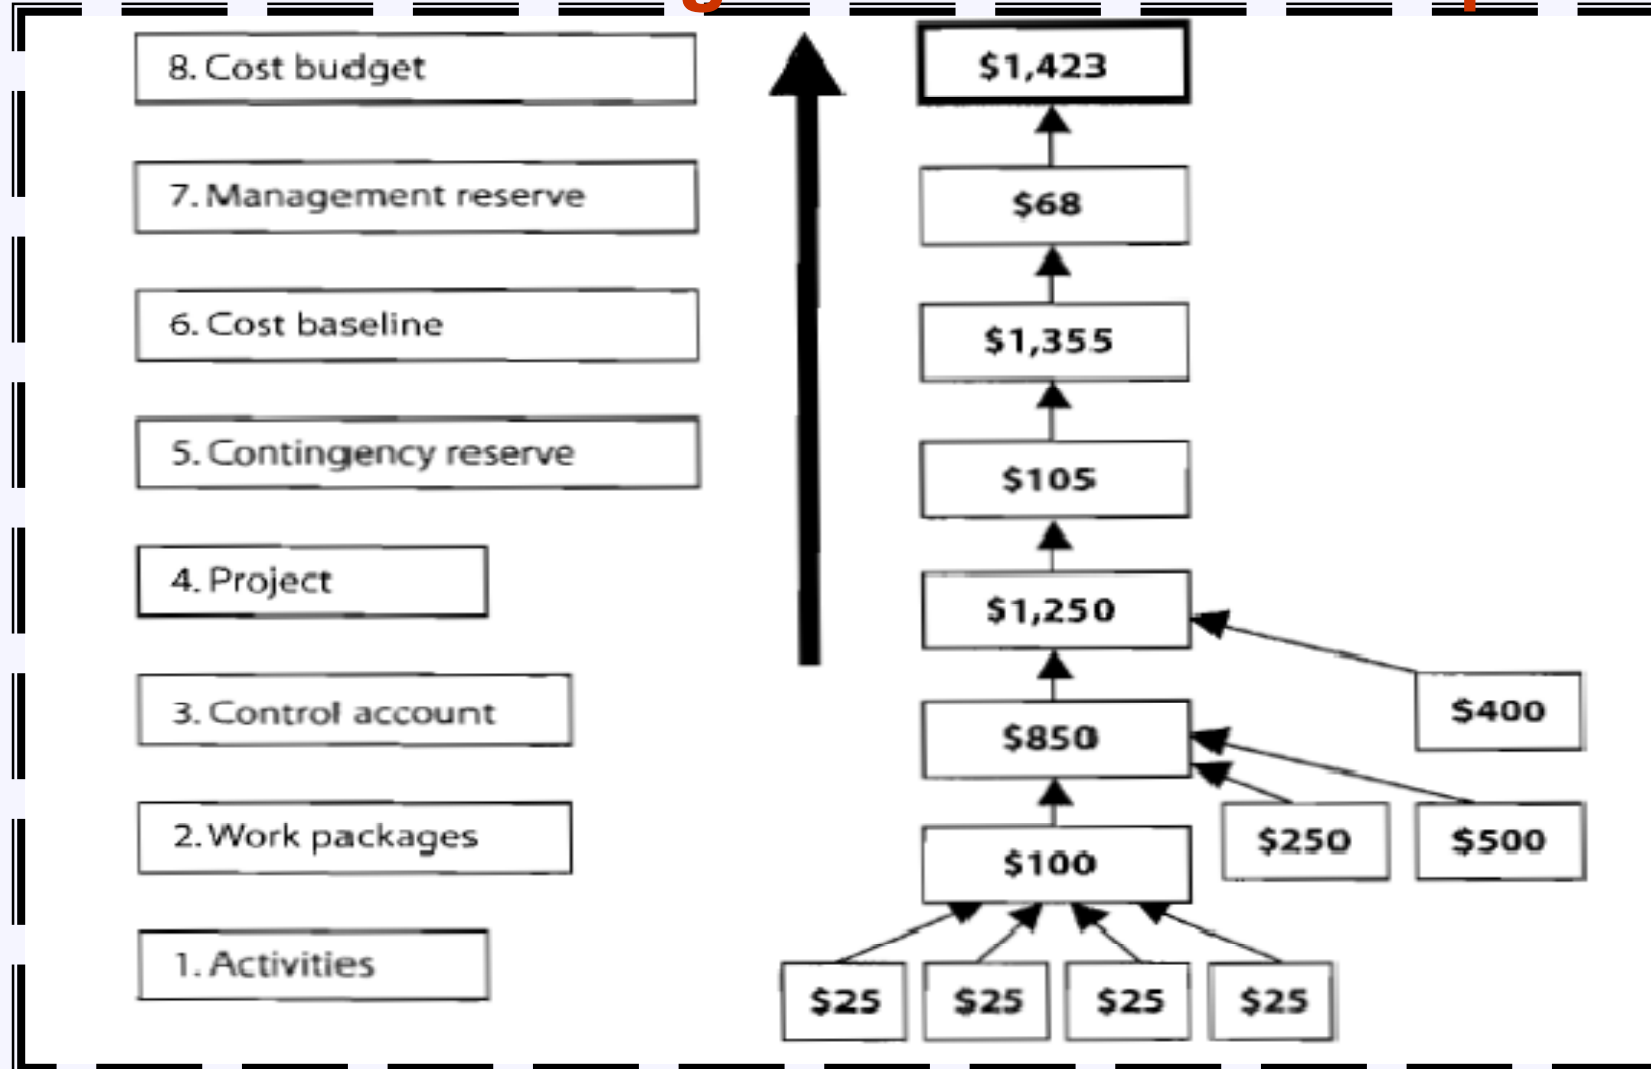 8. Cost budget
$1,423
7. Management reserve
$68
6. Cost baseline
$1,355
5. Contingency reserve
$105
4. Project
$1,250
3. Control account
$400
$850
2. Work packages
$250
$500
$100
1. Activities
$25
$25
$25
$25